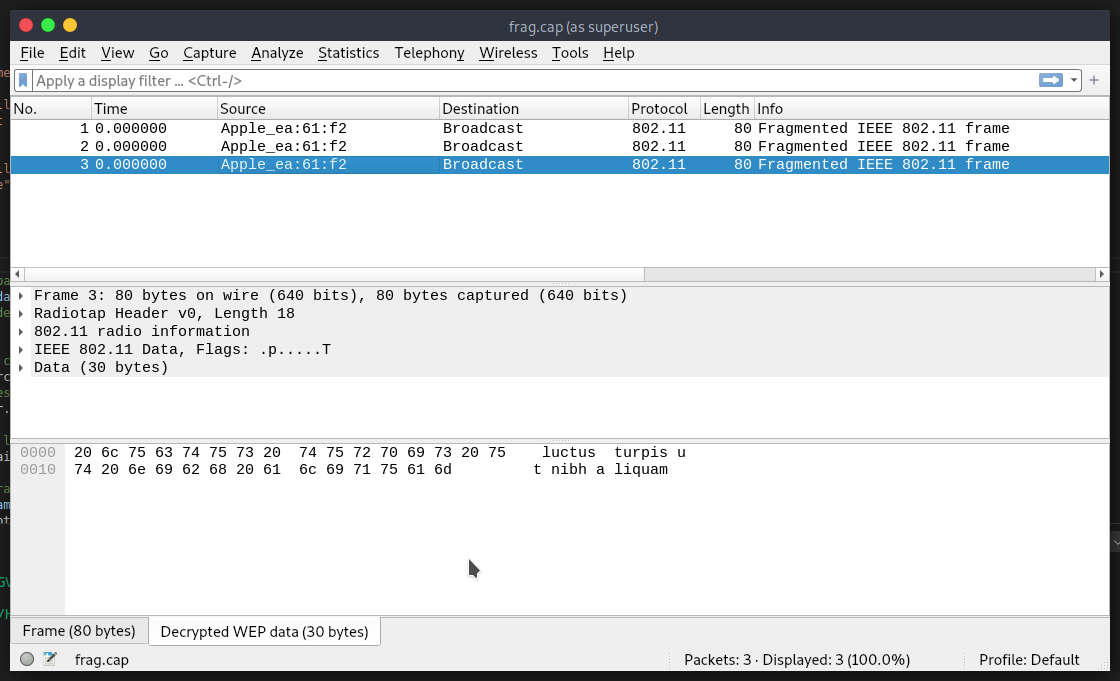 frag.cap (as superuser)
File Edit View Go Capture Analyze Statistics Telephony Wireless Tools Help
Apply a display filter … <Ctrl-/>
+
No. Time Source Destination Protocol Length Info
1 0.000000 Apple_ea:61:f2 Broadcast 802.11 80 Fragmented IEEE 802.11 frame
2 0.000000 Apple_ea:61:f2 Broadcast 802.11 80 Fragmented IEEE 802.11 frame
3 0.000000 Apple_ea:61:f2 Broadcast 802.11 80 Fragmented IEEE 802.11 frame
Frame 3: 80 bytes on wire (640 bits), 80 bytes captured (640 bits)
Radiotap Header v0, Length 18
802.11 radio information
IEEE 802.11 Data, Flags: .p.....T
Data (30 bytes)
0000 20 6c 75 63 74 75 73 20 74 75 72 70 69 73 20 75 luctus turpis u
0010 74 20 6e 69 62 68 20 61 6c 69 71 75 61 6d t nibh a liquam
Frame (80 bytes) Decrypted WEP data (30 bytes)
frag.cap Packets: 3 · Displayed: 3 (100.0%) Profile: Default